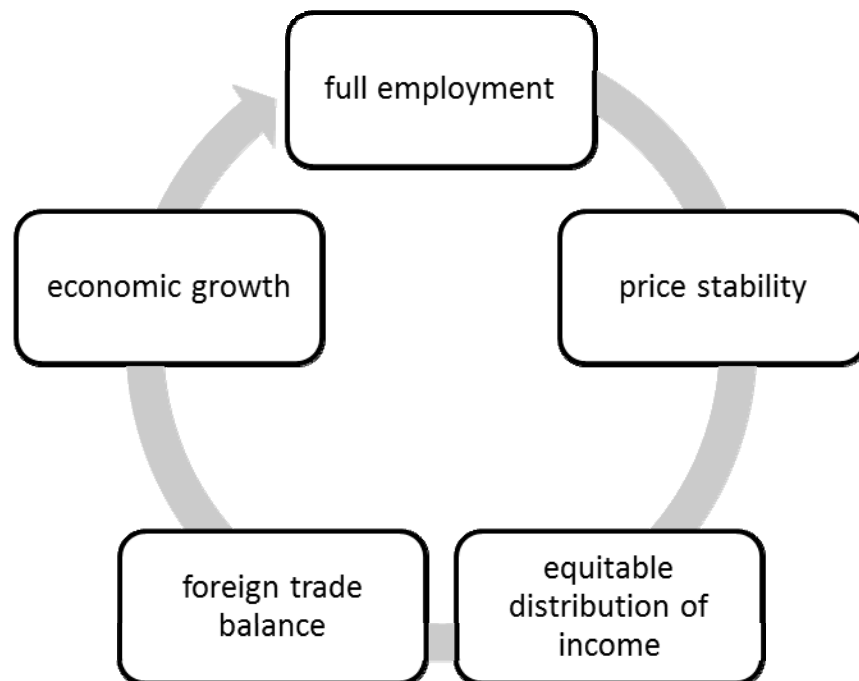 full employment
price stability
equitable
distribution of
income
foreign trade
balance
economic growth